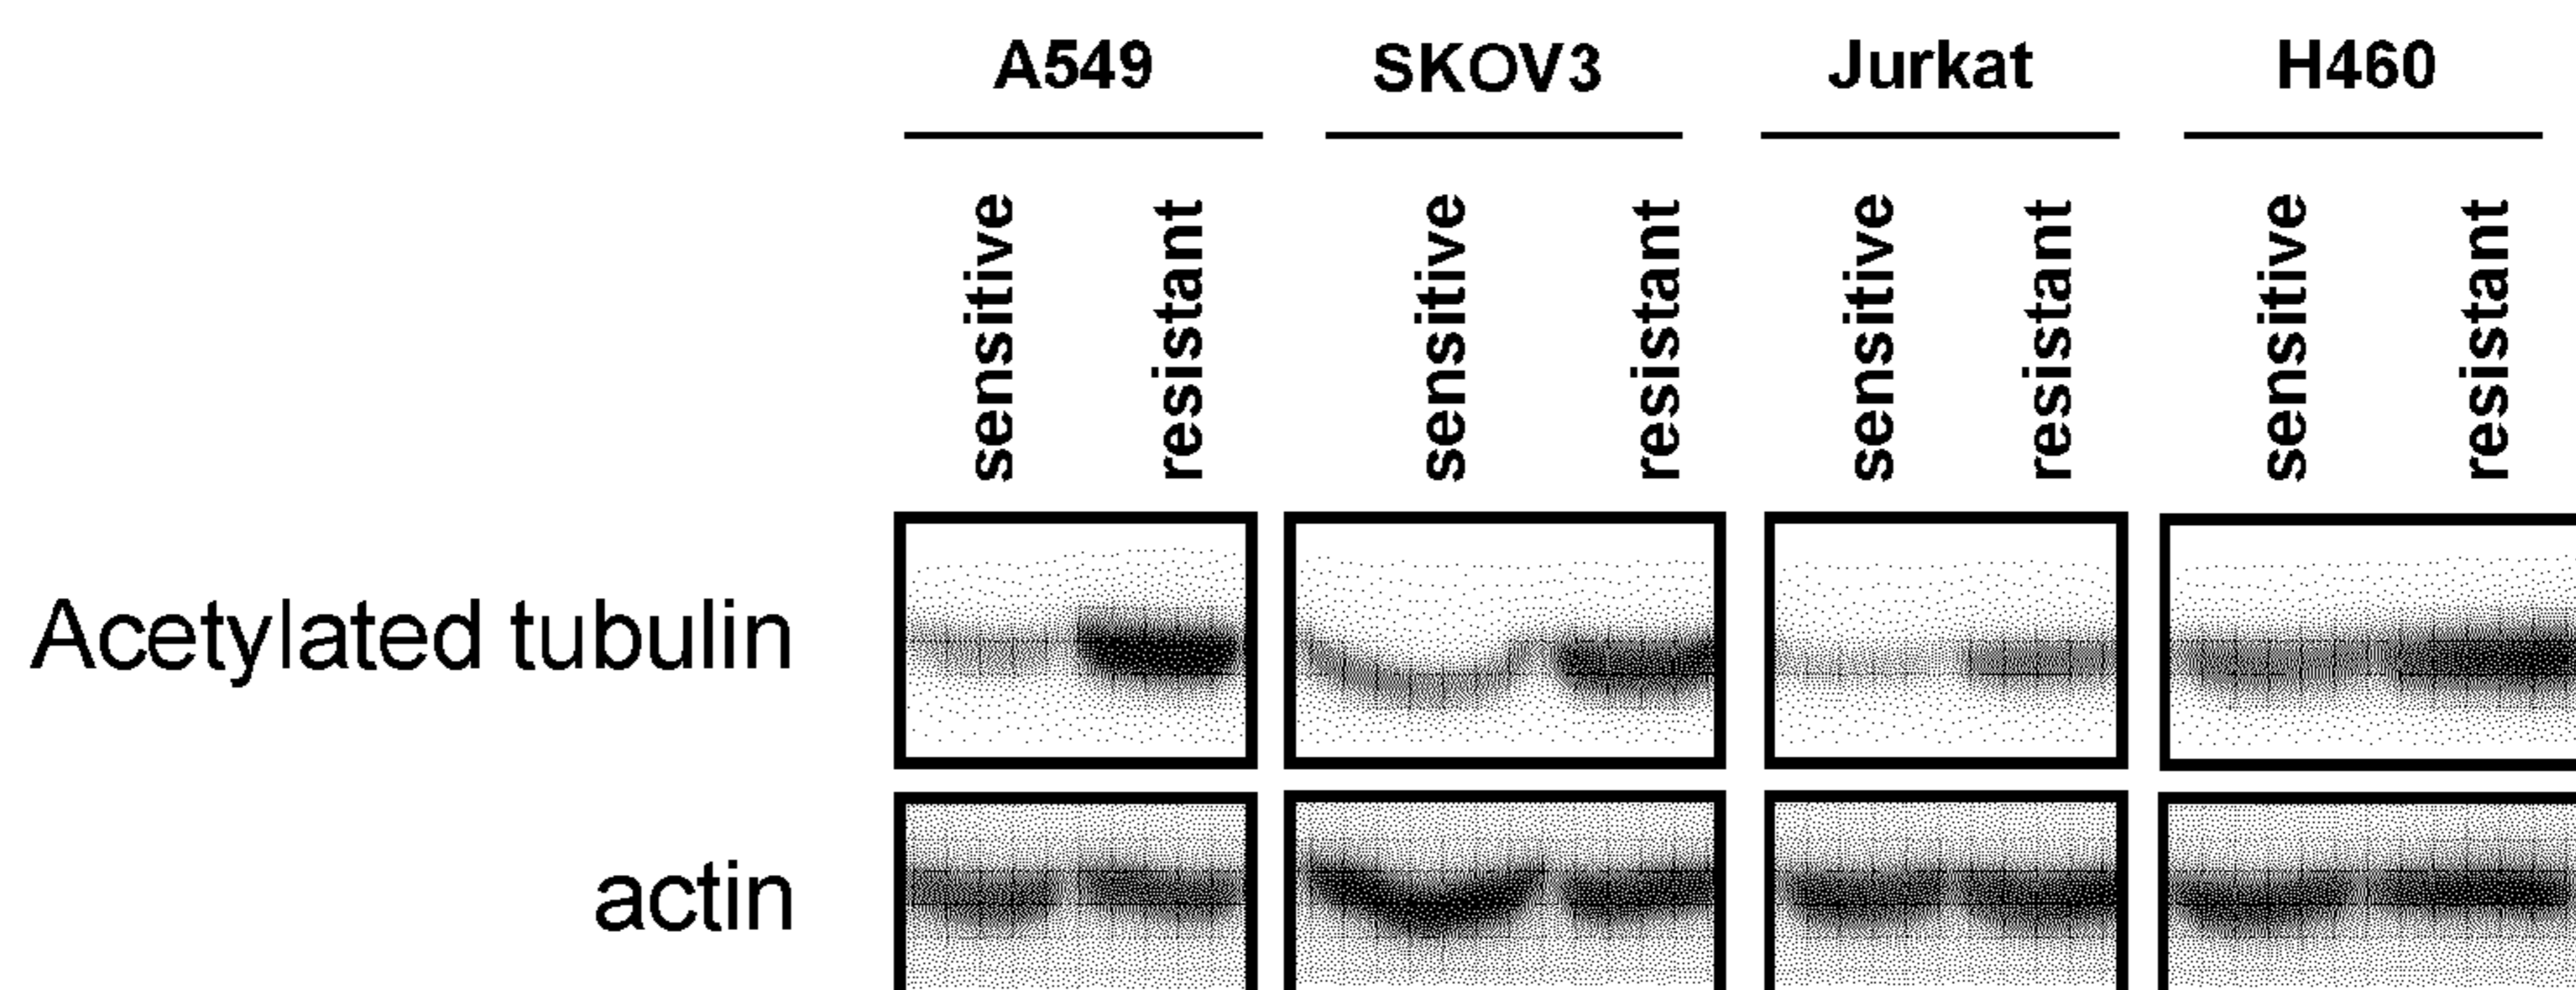 A549 SKOV3 Jurkat H460
sensitive resistant sensitive resistant sensitive resistant sensitive resistant
Acetylated tubulin
actin